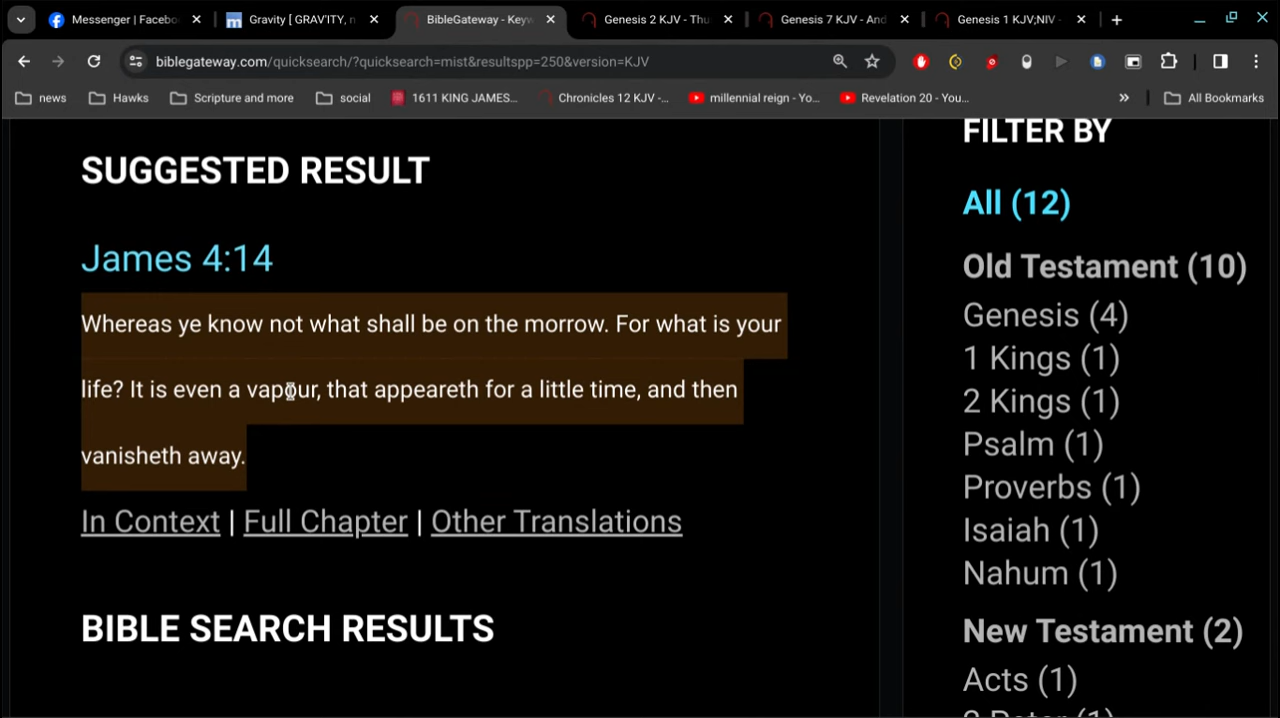 Messenger | Facebo
Gravity [ GRAV'ITY, n
BibleGateway - Keyw
Genesis 2 KJV - Thu
Genesis 7 KJV - And
Genesis 1 KJV;NIV -
biblegateway.com/quicksearch/?quicksearch=mist&resultspp=250&version=KJV
news
Hawks
Scripture and more
social
1611 KING JAMES...
Chronicles 12 KJV -...
millennial reign - Yo...
Revelation 20 - You...
»
All Bookmarks
SUGGESTED RESULT
James 4:14
Whereas ye know not what shall be on the morrow. For what is your
life? It is even a vapour, that appeareth for a little time, and then
vanisheth away.
In Context | Full Chapter | Other Translations
BIBLE SEARCH RESULTS
FILTER BY
All (12)
Old Testament (10)
Genesis (4)
1 Kings (1)
2 Kings (1)
Psalm (1)
Proverbs (1)
Isaiah (1)
Nahum (1)
New Testament (2)
Acts (1)
2 Peter (1)